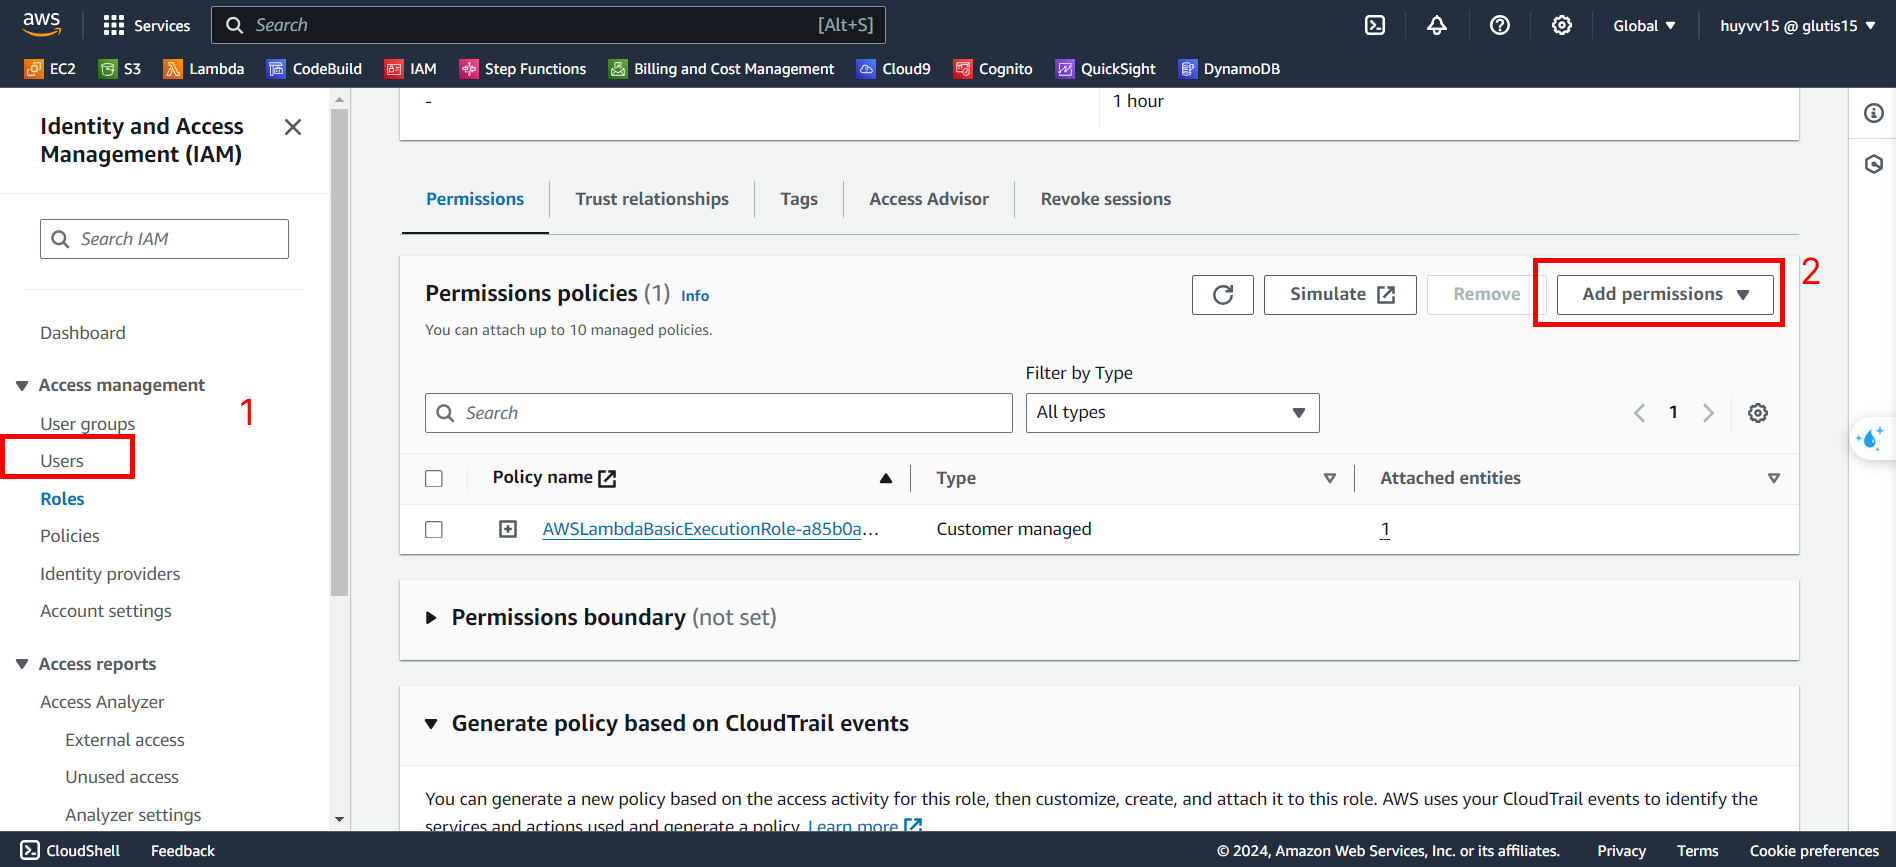 aws
Services
Search [Alt+S]
Global
huyvv15 @ glutis15
EC2 S3 Lambda CodeBuild IAM Step Functions Billing and Cost Management Cloud9 Cognito QuickSight DynamoDB
Identity and Access
Management (IAM)
Search IAM
Dashboard
Access management
1
User groups
Users
Roles
Policies
Identity providers
Account settings
Access reports
Access Analyzer
External access
Unused access
Analyzer settings
-
1 hour
Permissions Trust relationships Tags Access Advisor Revoke sessions
Permissions policies (1) Info
Simulate Remove Add permissions
2
You can attach up to 10 managed policies.
Filter by Type
Search All types 1
Policy name Type Attached entities
AWSLambdaBasicExecutionRole-a85b0a... Customer managed 1
Permissions boundary (not set)
Generate policy based on CloudTrail events
You can generate a new policy based on the access activity for this role, then customize, create, and attach it to this role. AWS uses your CloudTrail events to identify the
services and actions used and generate a policy. Learn more
CloudShell Feedback © 2024, Amazon Web Services, Inc. or its affiliates. Privacy Terms Cookie preferences